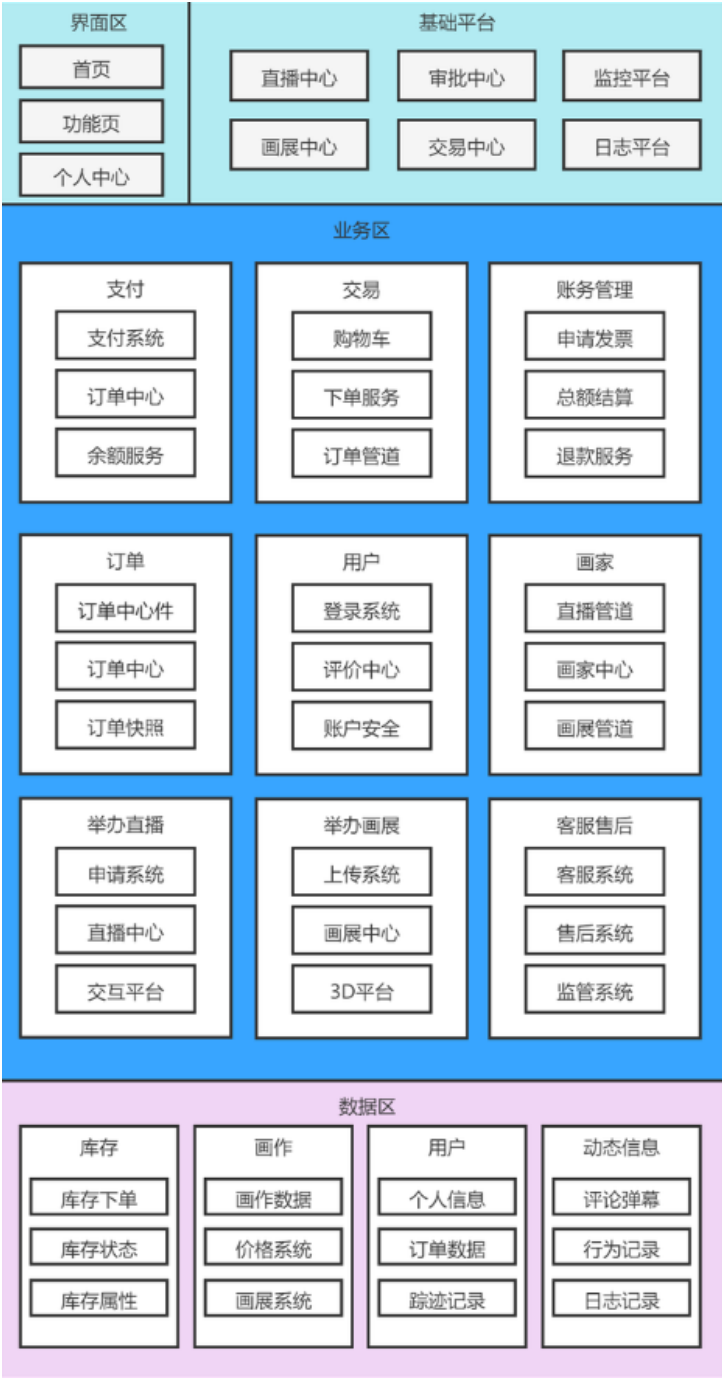 界面区
首页
功能页
个人中心
基础平台
直播中心
审批中心
监控平台
画展中心
交易中心
日志平台
业务区
支付
支付系统
订单中心
余额服务
交易
购物车
下单服务
订单管道
账务管理
申请发票
总额结算
退款服务
订单
订单中心件
订单中心
订单快照
用户
登录系统
评价中心
账户安全
画家
直播管道
画家中心
画展管道
举办直播
申请系统
直播中心
交互平台
举办画展
上传系统
画展中心
3D平台
客服售后
客服系统
售后系统
监管系统
数据区
库存
库存下单
库存状态
库存属性
画作
画作数据
价格系统
画展系统
用户
个人信息
订单数据
踪迹记录
动态信息
评论弹幕
行为记录
日志记录